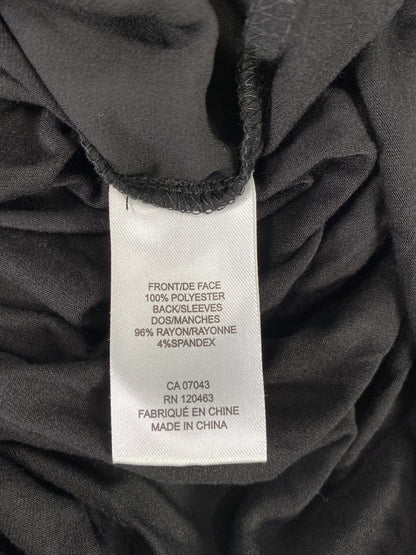 FRONT/DE FACE
100% POLYESTER
BACK/SLEEVES
DOS/MANCHES
96% RAYON/RAYONNE
4%SPANDEX
CA 07043
RN 120463
FABRIQUÉ EN CHINE
MADE IN CHINA